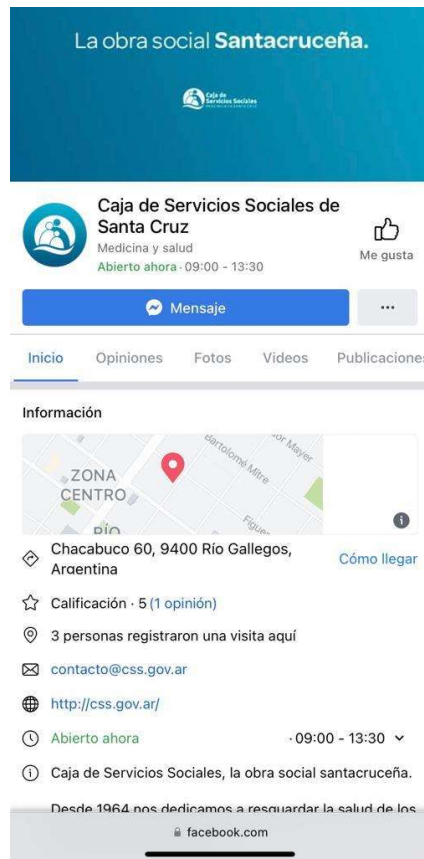 La obra social Santacruceña.
Caja de
Servicios Sociales
Caja de Servicios Sociales de
Santa Cruz
Medicina y salud
Abierto ahora · 09:00 - 13:30
Me gusta
Mensaje
Inicio Opiniones Fotos Videos Publicaciones
Información
Bartolomé Mitre
or Mayer
ZONA
CENTRO
RÍO
Figue
Chacabuco 60, 9400 Río Gallegos,
Argentina
Cómo llegar
Calificación · 5 (1 opinión)
3 personas registraron una visita aquí
contacto@css.gov.ar
http://css.gov.ar/
Abierto ahora · 09:00 - 13:30
Caja de Servicios Sociales, la obra social santacruceña.
Desde 1964 nos dedicamos a resguardar la salud de los
facebook.com